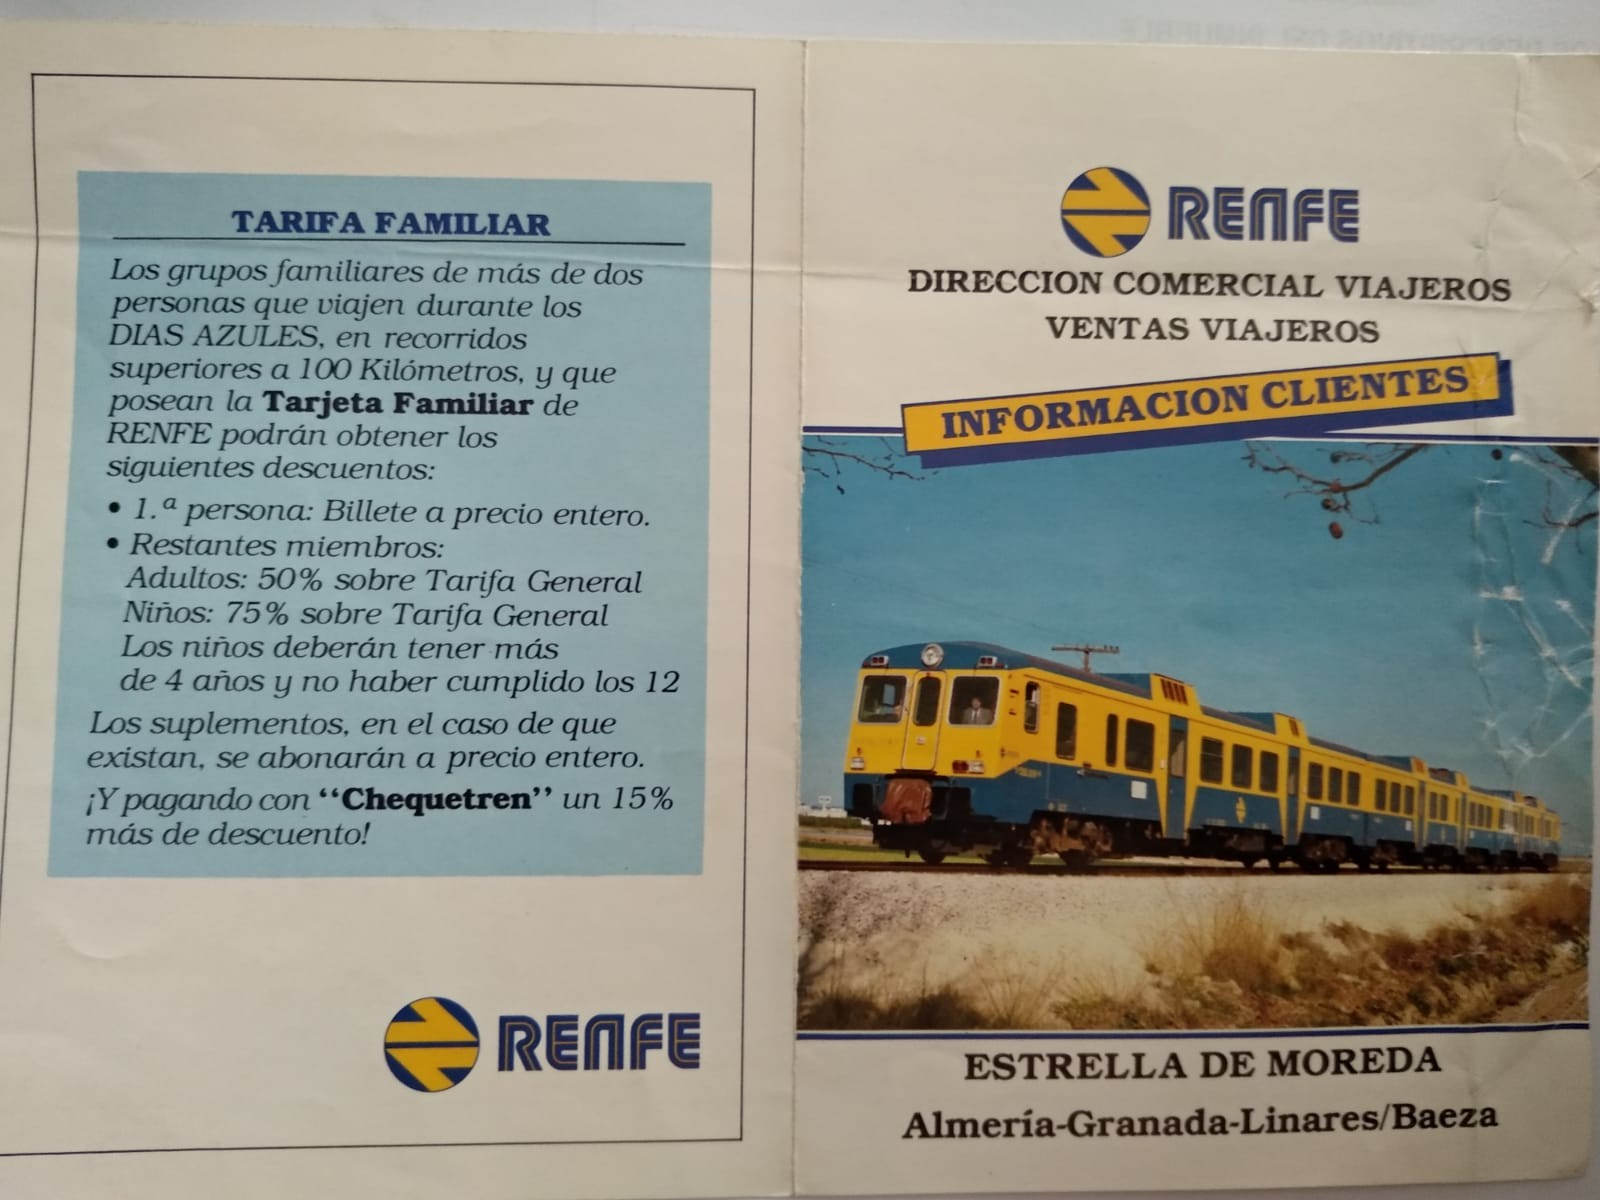 TARIFA FAMILIAR
Los grupos familiares de más de dos
personas que viajen durante los
DIAS AZULES, en recorridos
superiores a 100 Kilómetros, y que
posean la Tarjeta Familiar de
RENFE podrán obtener los
siguientes descuentos:
• 1.ª persona: Billete a precio entero.
• Restantes miembros:
Adultos: 50% sobre Tarifa General
Niños: 75% sobre Tarifa General
Los niños deberán tener más
de 4 años y no haber cumplido los 12
Los suplementos, en el caso de que
existan, se abonarán a precio entero.
¡Y pagando con “Chequetren” un 15%
más de descuento!
RENFE
RENFE
DIRECCION COMERCIAL VIAJEROS
VENTAS VIAJEROS
INFORMACION CLIENTES
ESTRELLA DE MOREDA
Almería-Granada-Linares/Baeza